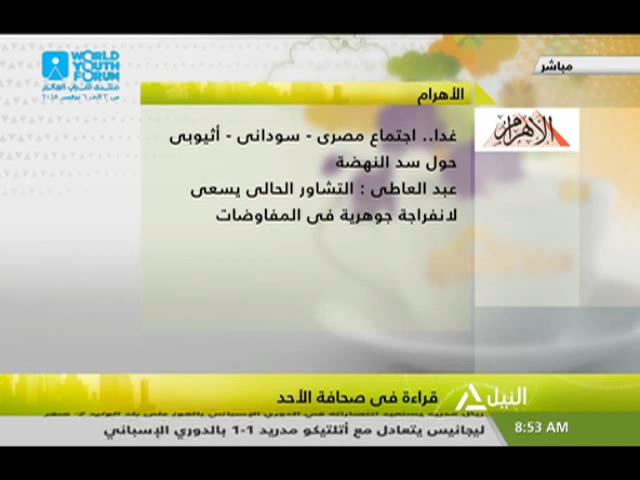 WORLD
YOUTH
FORUM
منتدى شباب العالم
مباشر
الأهرام
الأهرام
غدا.. اجتماع مصرى - سودانى - أثيوبى
حول سد النهضة
عبد العاطى : التشاور الحالى يسعى
لانفراجة جوهرية فى المفاوضات
قراءة فى صحافة الأحد
النيل
ليجانيس يتعادل مع أتلتيكو مدريد 1-1 بالدوري الإسباني
8:53 AM